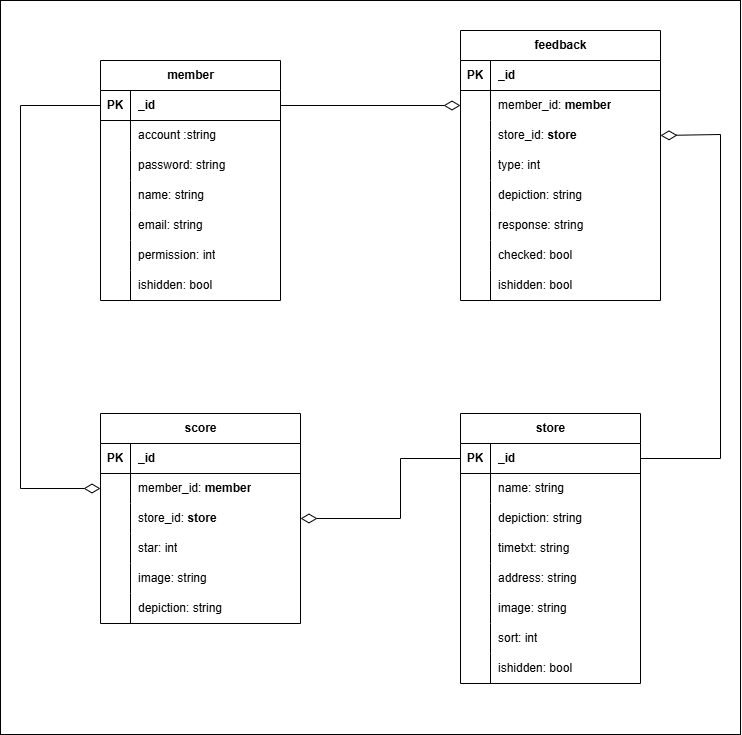 member
PK _id
account :string
password: string
name: string
email: string
permission: int
ishidden: bool
feedback
PK _id
member_id: member
store_id: store
type: int
depiction: string
response: string
checked: bool
ishidden: bool
score
PK _id
member_id: member
store_id: store
star: int
image: string
depiction: string
store
PK _id
name: string
depiction: string
timetxt: string
address: string
image: string
sort: int
ishidden: bool